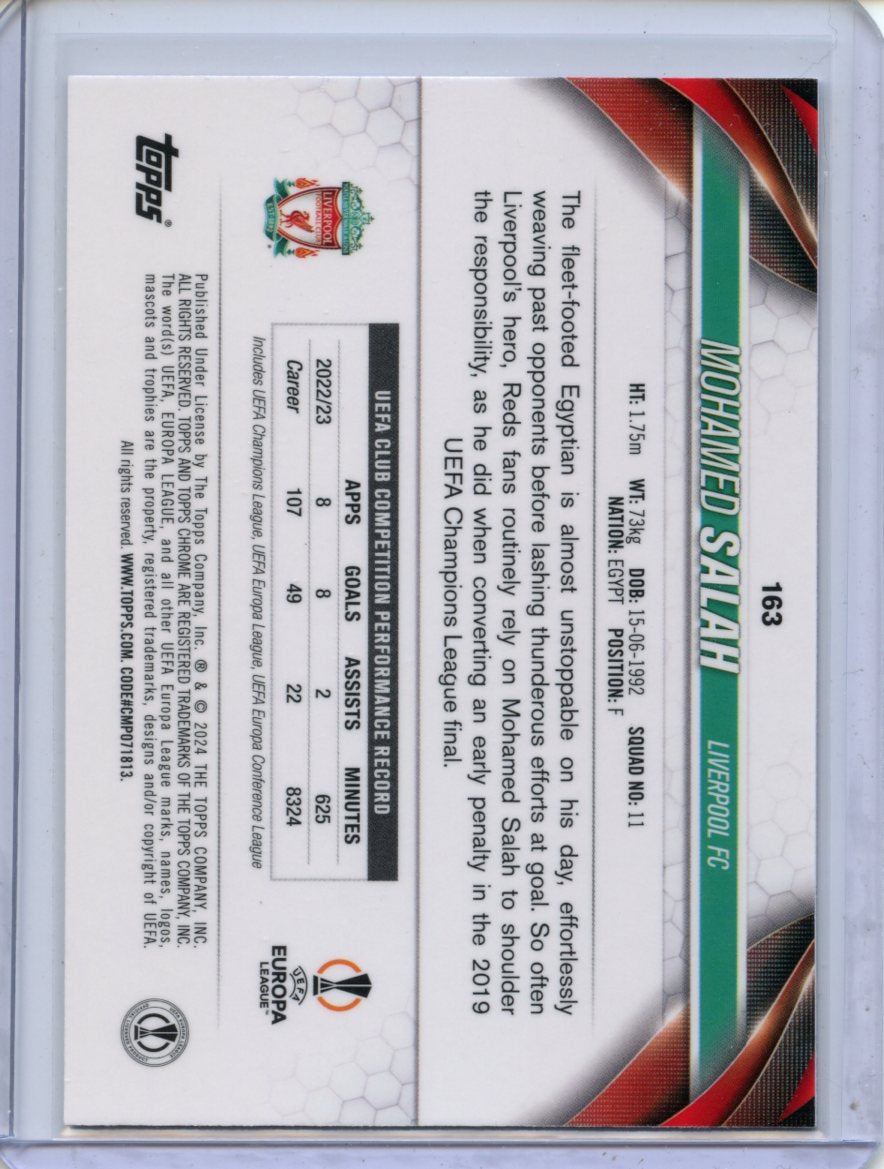 163
MOHAMED SALAH LIVERPOOL FC
HT: 1.75m WT: 73kg DOB: 15-06-1992 SQUAD NO: 11
NATION: EGYPT POSITION: F
The fleet-footed Egyptian is almost unstoppable on his day, effortlessly
weaving past opponents before lashing thunderous efforts at goal. So often
Liverpool's hero, Reds fans routinely rely on Mohamed Salah to shoulder
the responsibility, as he did when converting an early penalty in the 2019
UEFA Champions League final.
UEFA CLUB COMPETITION PERFORMANCE RECORD
APPS GOALS ASSISTS MINUTES
2022/23 8 8 2 625
Career 107 49 22 8324
Includes UEFA Champions League, UEFA Europa League, UEFA Europa Conference League
LIVERPOOL
FOOTBALL CLUB
UEFA
EUROPA
LEAGUE™
topps®
Published Under License by The Topps Company, Inc. ® & © 2024 THE TOPPS COMPANY, INC.
ALL RIGHTS RESERVED. TOPPS AND TOPPS CHROME ARE REGISTERED TRADEMARKS OF THE TOPPS COMPANY, INC.
The word(s) UEFA, EUROPA LEAGUE, and all other UEFA Europa League marks, names, logos,
mascots and trophies are the property, registered trademarks, designs and/or copyright of UEFA.
All rights reserved. WWW.TOPPS.COM. CODE#CMP071813.